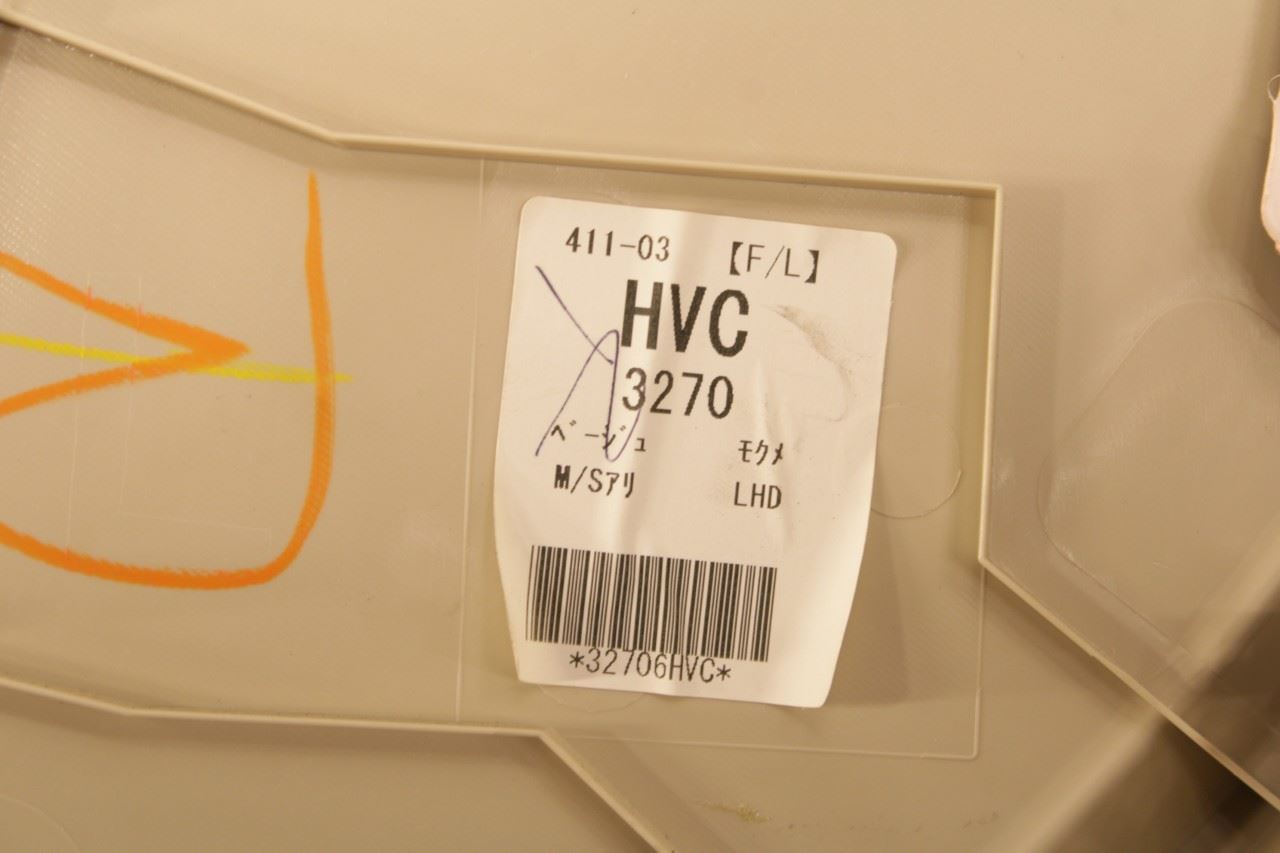 411-03 【F/L】
HVC
3270
ベージュ モクメ
M/Sアリ LHD
*32706HVC*